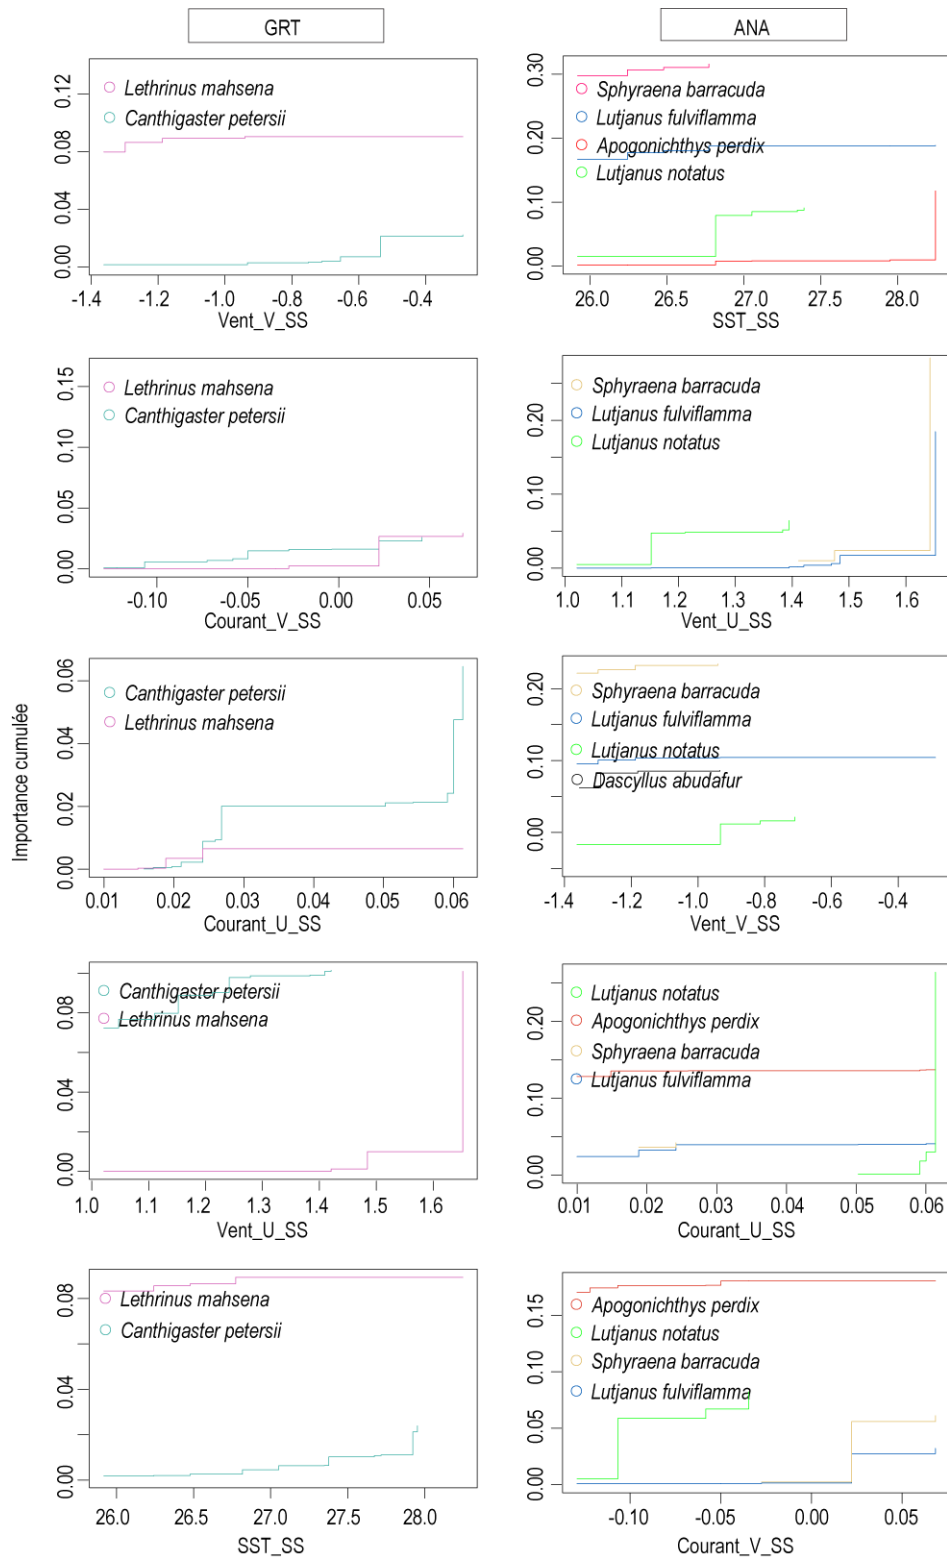 GRT
0.00 0.04 0.08 0.12
Lethrinus mahsena
Canthigaster petersii
-1.4 -1.2 -1.0 -0.8 -0.6 -0.4
Vent_V_SS
ANA
0.00 0.10 0.20 0.30
Sphyraena barracuda
Lutjanus fulviflamma
Apogonichthys perdix
Lutjanus notatus
26.0 26.5 27.0 27.5 28.0
SST_SS
0.00 0.05 0.10 0.15
Lethrinus mahsena
Canthigaster petersii
-0.10 -0.05 0.00 0.05
Courant_V_SS
0.00 0.10 0.20
Sphyraena barracuda
Lutjanus fulviflamma
Lutjanus notatus
1.0 1.1 1.2 1.3 1.4 1.5 1.6
Vent_U_SS
Importance cumulée
0.00 0.02 0.04 0.06
Canthigaster petersii
Lethrinus mahsena
0.01 0.02 0.03 0.04 0.05 0.06
Courant_U_SS
0.00 0.10 0.20
Sphyraena barracuda
Lutjanus fulviflamma
Lutjanus notatus
Dascyllus abudafur
-1.4 -1.2 -1.0 -0.8 -0.6 -0.4
Vent_V_SS
0.00 0.04 0.08
Canthigaster petersii
Lethrinus mahsena
1.0 1.1 1.2 1.3 1.4 1.5 1.6
Vent_U_SS
0.00 0.10 0.20
Lutjanus notatus
Apogonichthys perdix
Sphyraena barracuda
Lutjanus fulviflamma
0.01 0.02 0.03 0.04 0.05 0.06
Courant_U_SS
0.00 0.04 0.08
Lethrinus mahsena
Canthigaster petersii
26.0 26.5 27.0 27.5 28.0
SST_SS
0.00 0.05 0.10 0.15
Apogonichthys perdix
Lutjanus notatus
Sphyraena barracuda
Lutjanus fulviflamma
-0.10 -0.05 0.00 0.05
Courant_V_SS